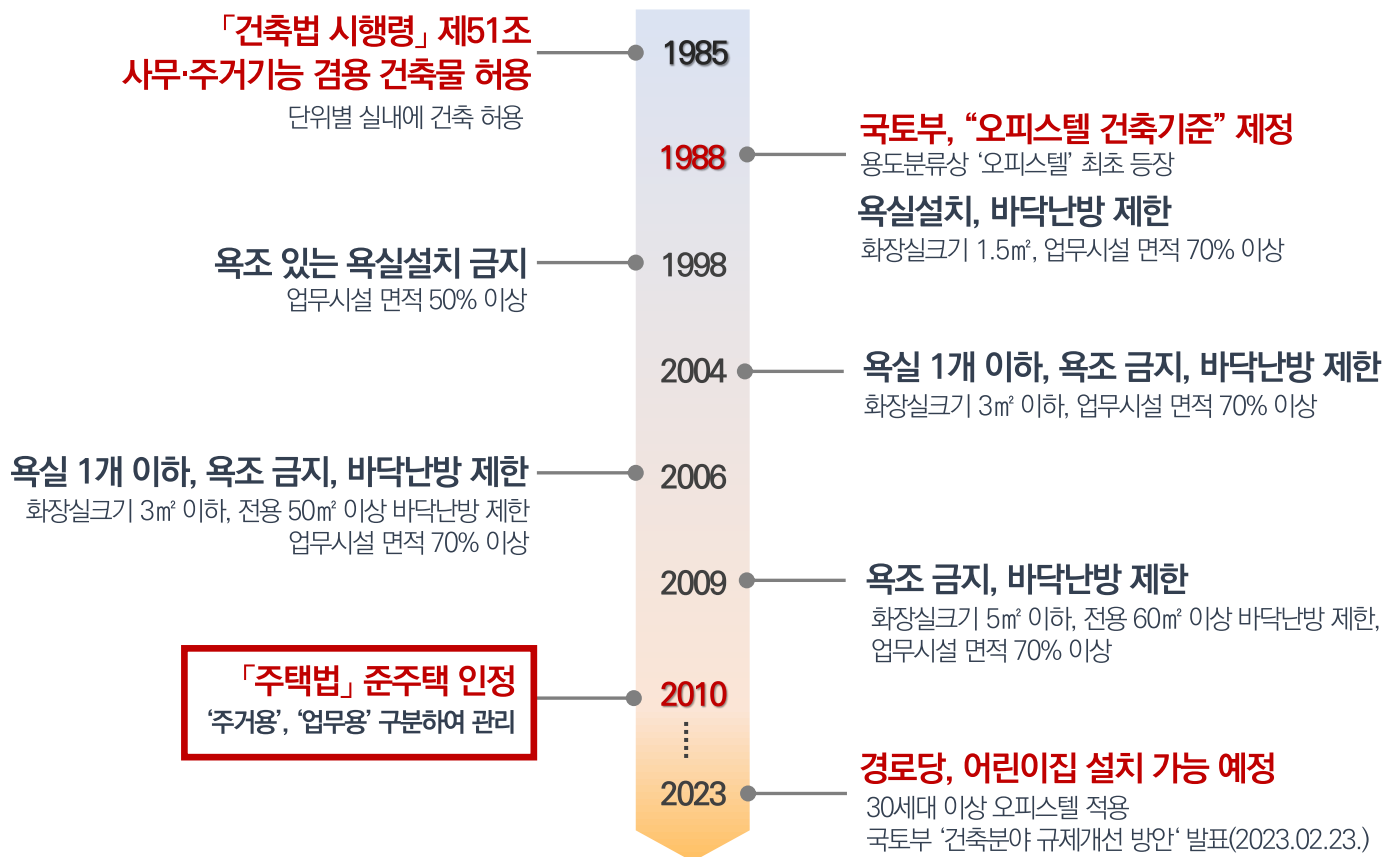 「건축법 시행령」 제51조
사무·주거기능 겸용 건축물 허용
단위별 실내에 건축 허용
1985
1988
국토부, “오피스텔 건축기준” 제정
용도분류상 ‘오피스텔’ 최초 등장
욕실설치, 바닥난방 제한
화장실크기 1.5㎡, 업무시설 면적 70% 이상
욕조 있는 욕실설치 금지
업무시설 면적 50% 이상
1998
2004
욕실 1개 이하, 욕조 금지, 바닥난방 제한
화장실크기 3㎡ 이하, 업무시설 면적 70% 이상
욕실 1개 이하, 욕조 금지, 바닥난방 제한
화장실크기 3㎡ 이하, 전용 50㎡ 이상 바닥난방 제한
업무시설 면적 70% 이상
2006
2009
욕조 금지, 바닥난방 제한
화장실크기 5㎡ 이하, 전용 60㎡ 이상 바닥난방 제한,
업무시설 면적 70% 이상
「주택법」 준주택 인정
‘주거용’, ‘업무용’ 구분하여 관리
2010
2023
경로당, 어린이집 설치 가능 예정
30세대 이상 오피스텔 적용
국토부 ‘건축분야 규제개선 방안‘ 발표(2023.02.23.)